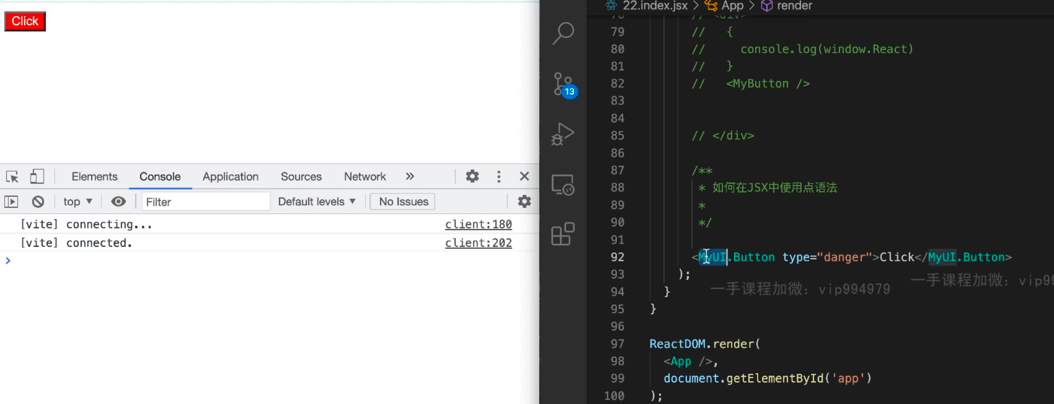 Click
Elements
Console
Application
Sources
Network
top
Filter
Default levels
No Issues
[vite] connecting...
client:180
[vite] connected.
client:202
13
22.index.jsx > App > render
78 // <div>
79 // {
80 // console.log(window.React)
81 // }
82 // <MyButton />
83
84
85 // </div>
86
87 /**
88 * 如何在JSX中使用点语法
89 *
90 */
91
92 <MyUI.Button type="danger">Click</MyUI.Button>
93 );
94 }
95 }
96
97 ReactDOM.render(
98 <App />,
99 document.getElementById('app')
100 );
一手课程加微:vip994979
一手课程加微:vip99